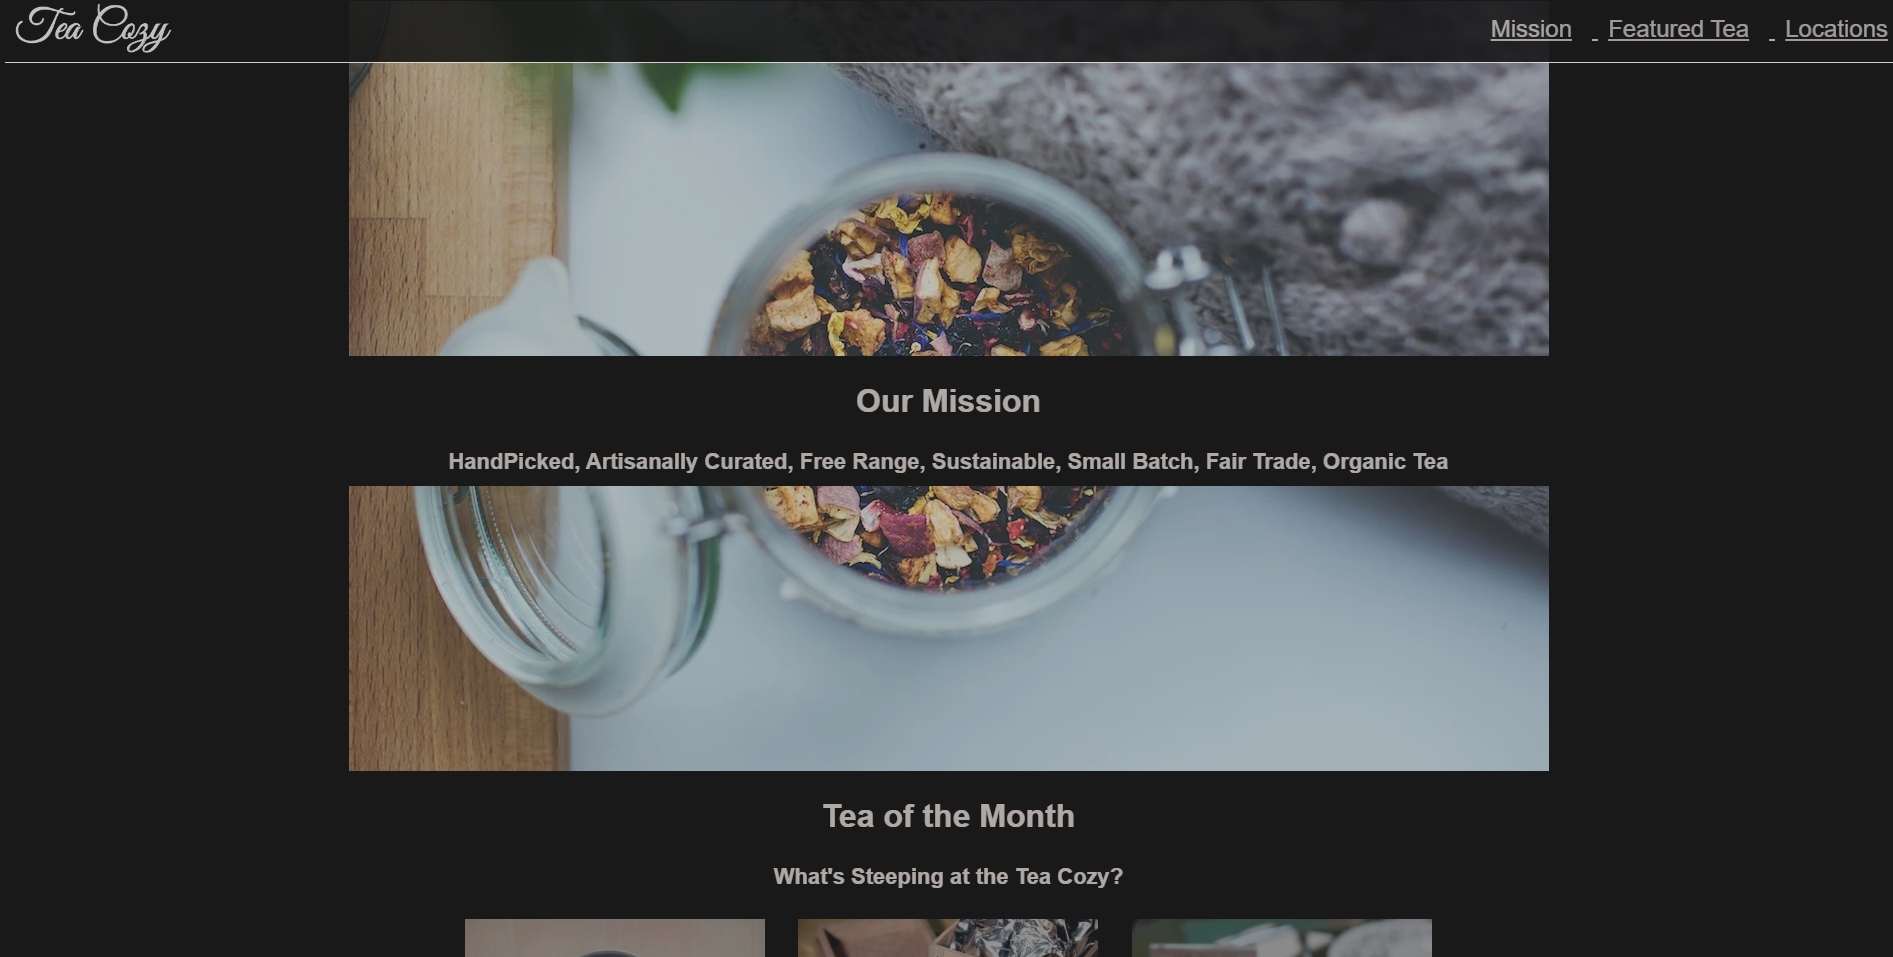 Tea Cozy
Mission Featured Tea Locations
Our Mission
HandPicked, Artisanally Curated, Free Range, Sustainable, Small Batch, Fair Trade, Organic Tea
Tea of the Month
What's Steeping at the Tea Cozy?